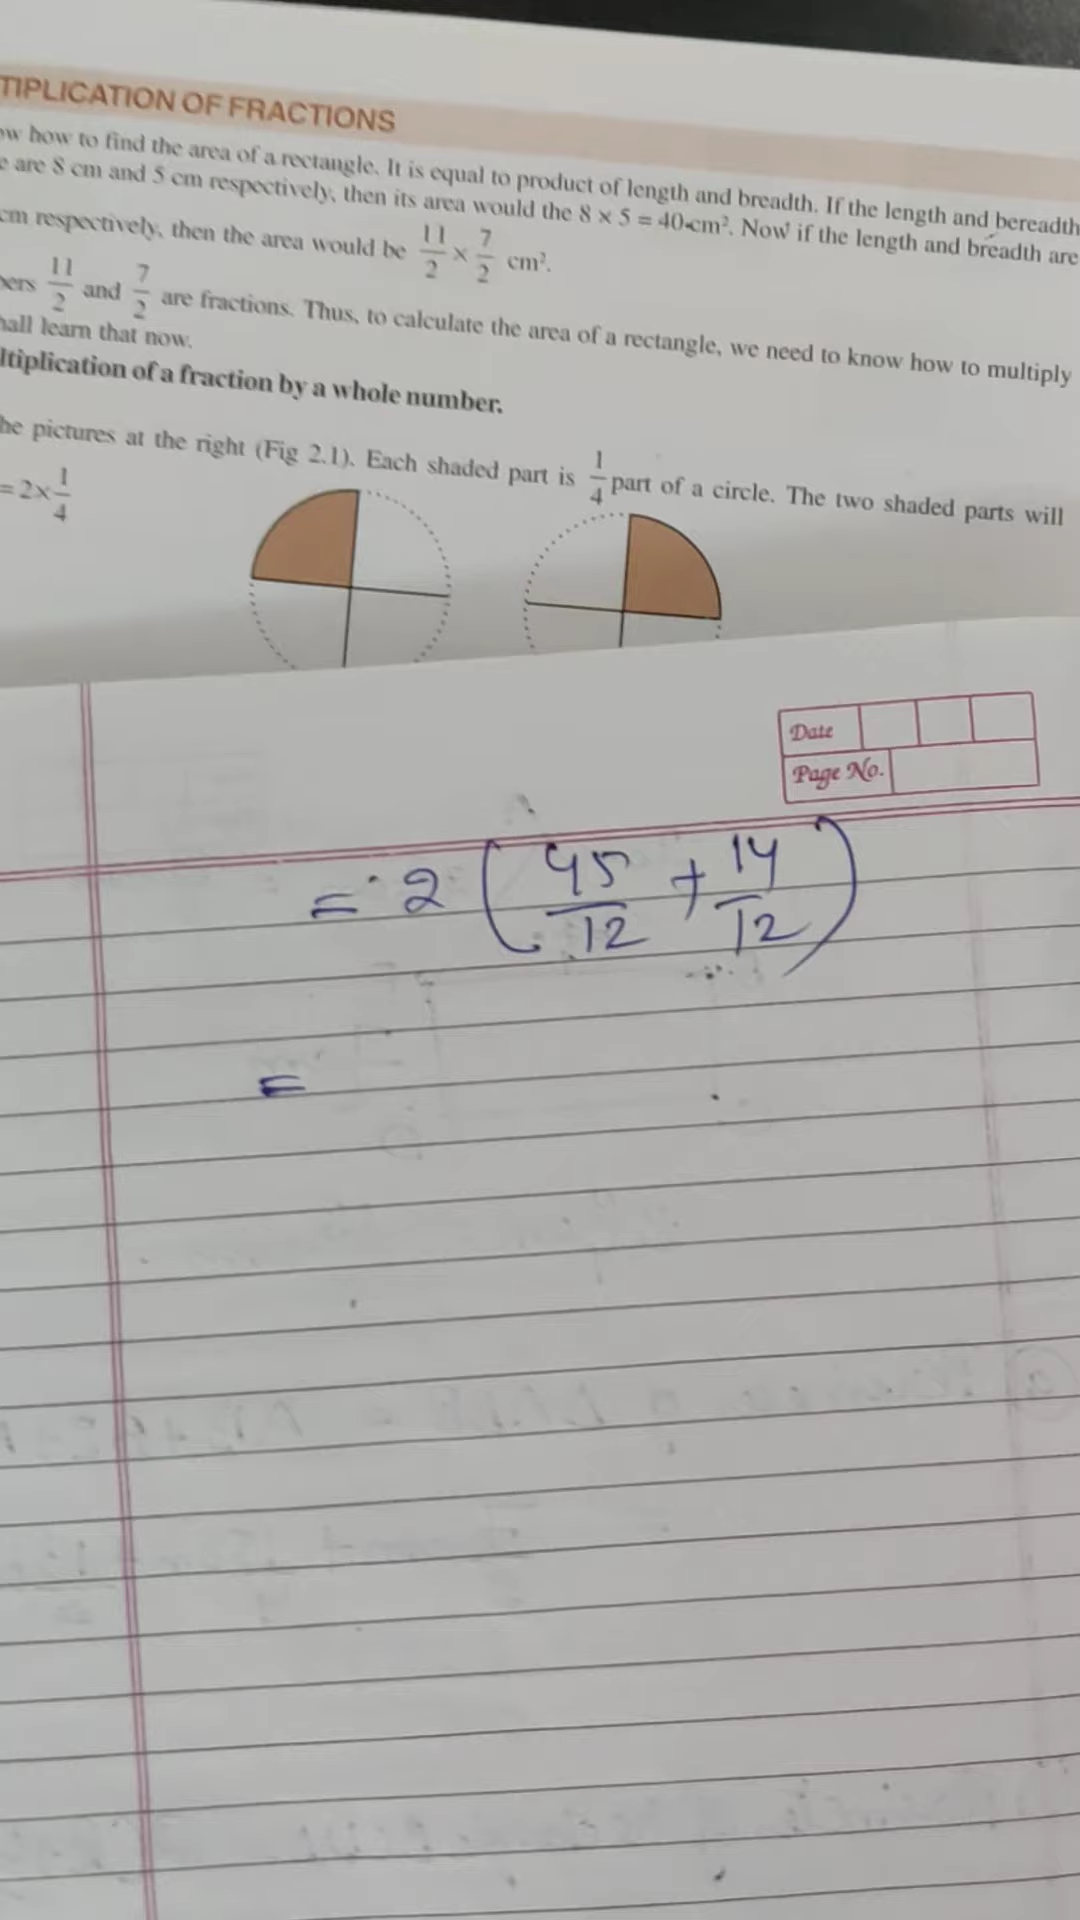 TIPLICATION OF FRACTIONS
ow how to find the area of a rectangle. It is equal to product of length and breadth. If the length and bereadth
e are 8 cm and 5 cm respectively, then its area would the 8 × 5 = 40 cm². Now if the length and breadth are
cm respectively, then the area would be 11/2 × 7/2 cm².
bers 11/2 and 7/2 are fractions. Thus, to calculate the area of a rectangle, we need to know how to multiply
hall learn that now.
ltiplication of a fraction by a whole number.
he pictures at the right (Fig 2.1). Each shaded part is 1/4 part of a circle. The two shaded parts will
= 2× 1/4
Date
Page No.
= 2 ( 45/12 + 14/12 )
=